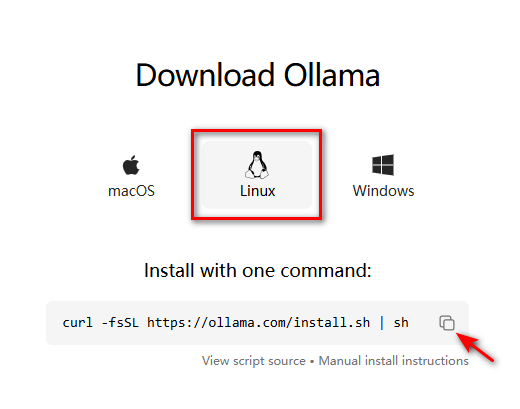 Download Ollama
macOS
Linux
Windows
Install with one command:
curl -fsSL https://ollama.com/install.sh | sh
View script source • Manual install instructions